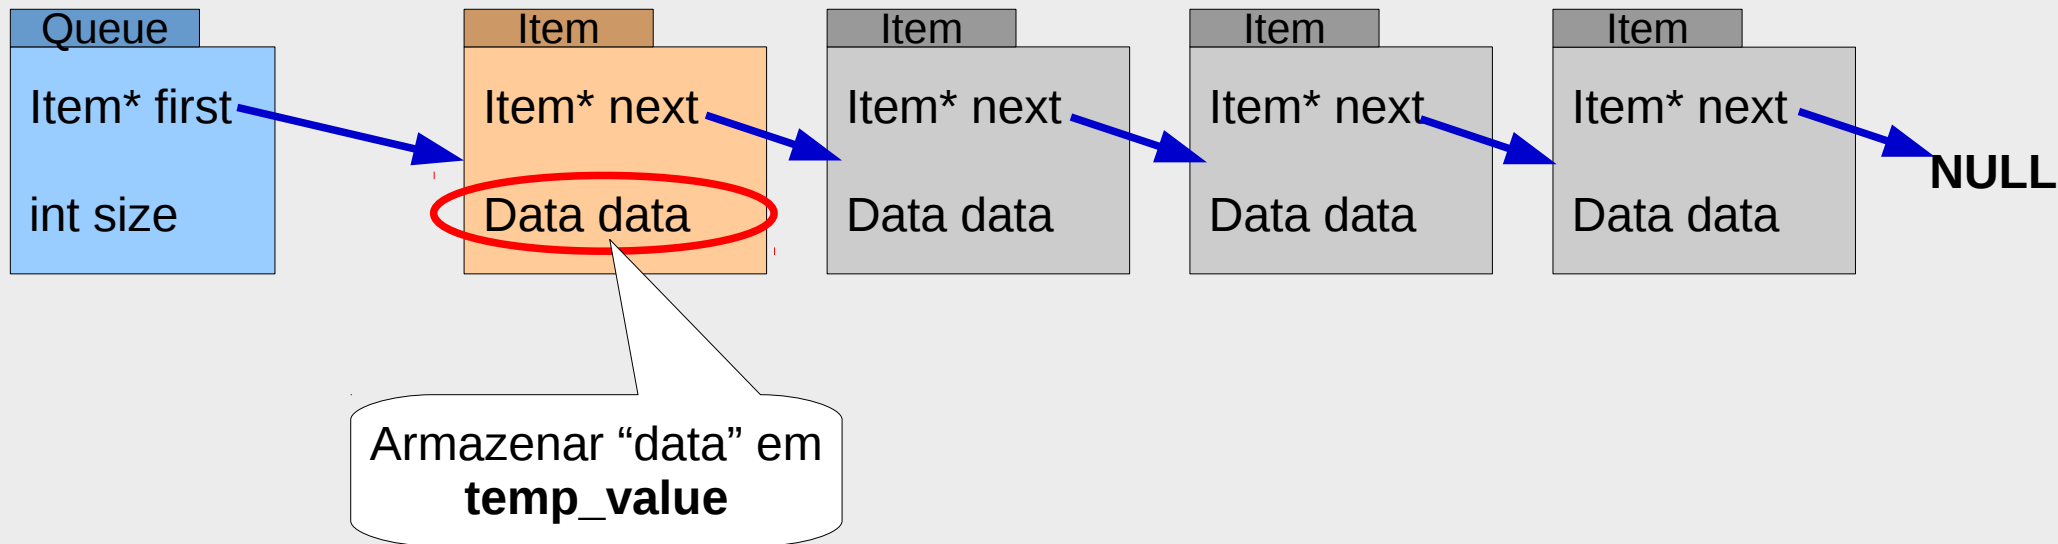 Queue
Item* first
int size
Item
Item* next
Data data
Item
Item* next
Data data
Item
Item* next
Data data
Item
Item* next
Data data
NULL
Armazenar “data” em
temp_value